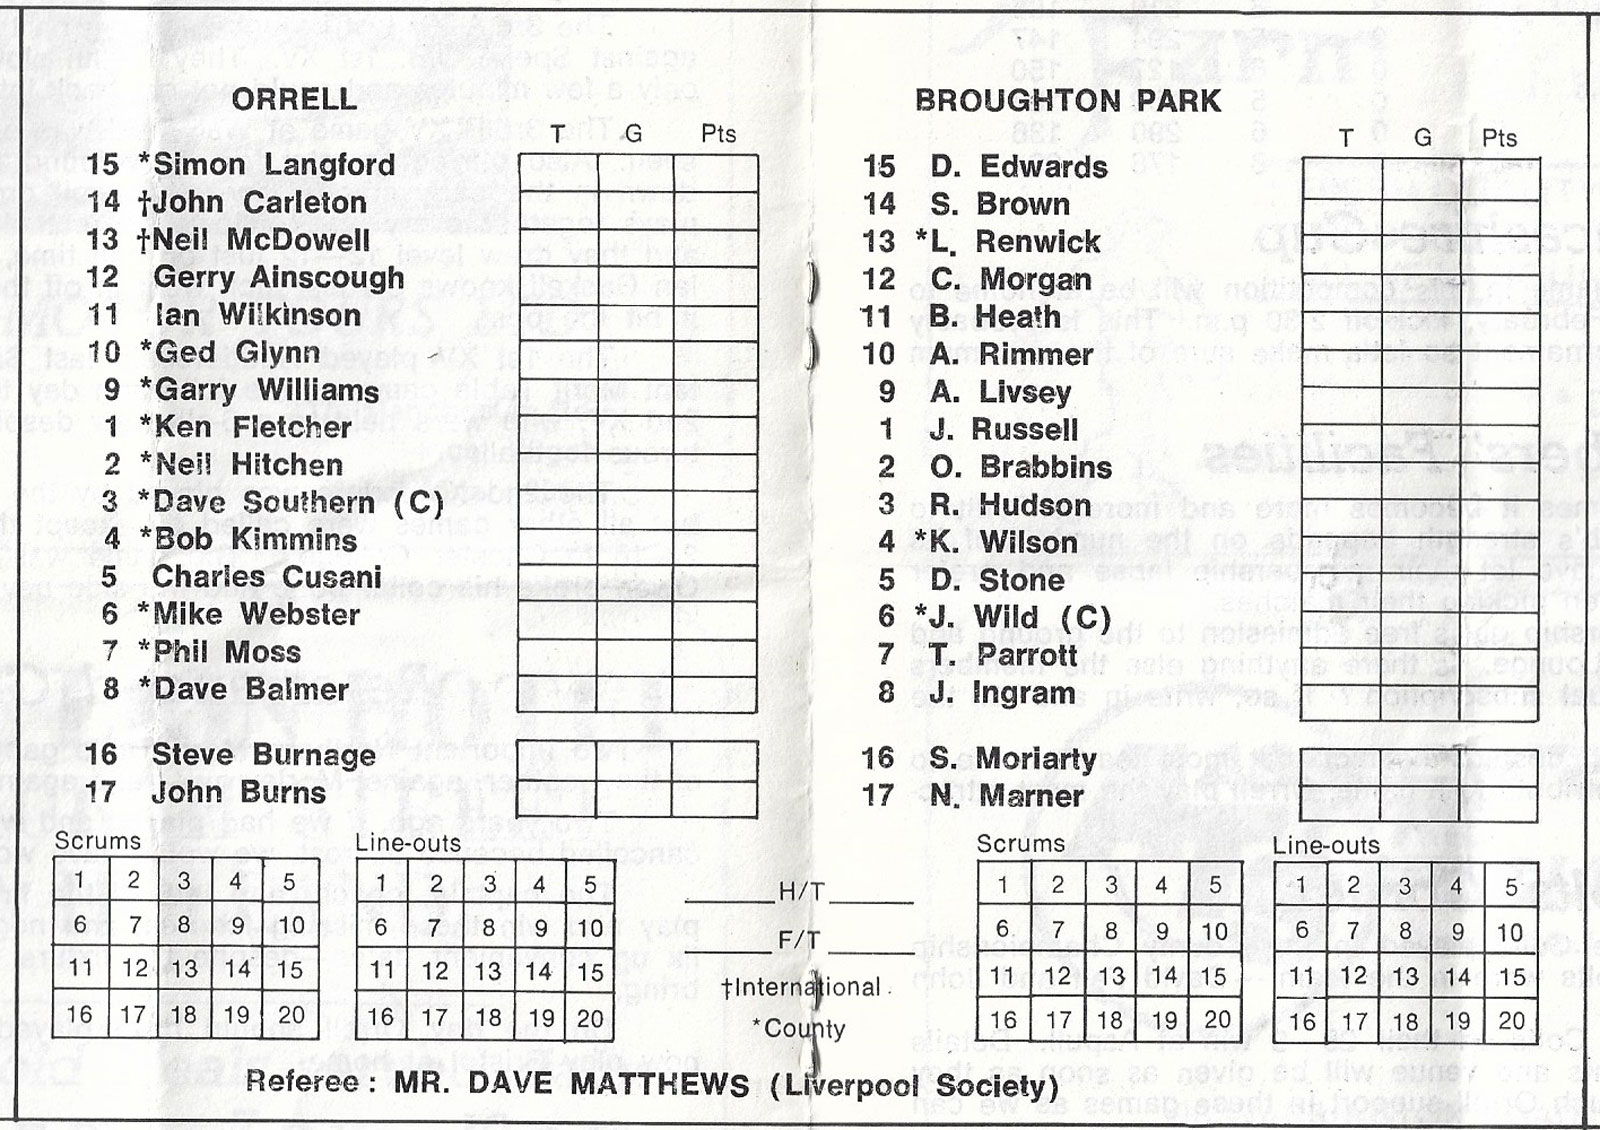 ORRELL
T G Pts
15 *Simon Langford
14 †John Carleton
13 †Neil McDowell
12 Gerry Ainscough
11 Ian Wilkinson
10 *Ged Glynn
9 *Garry Williams
1 *Ken Fletcher
2 *Neil Hitchen
3 *Dave Southern (C)
4 *Bob Kimmins
5 Charles Cusani
6 *Mike Webster
7 *Phil Moss
8 *Dave Balmer
16 Steve Burnage
17 John Burns
Scrums
1 2 3 4 5
6 7 8 9 10
11 12 13 14 15
16 17 18 19 20
Line-outs
1 2 3 4 5
6 7 8 9 10
11 12 13 14 15
16 17 18 19 20
H/T
F/T
†International
*County
BROUGHTON PARK
T G Pts
15 D. Edwards
14 S. Brown
13 *L. Renwick
12 C. Morgan
11 B. Heath
10 A. Rimmer
9 A. Livsey
1 J. Russell
2 O. Brabbins
3 R. Hudson
4 *K. Wilson
5 D. Stone
6 *J. Wild (C)
7 T. Parrott
8 J. Ingram
16 S. Moriarty
17 N. Marner
Scrums
1 2 3 4 5
6 7 8 9 10
11 12 13 14 15
16 17 18 19 20
Line-outs
1 2 3 4 5
6 7 8 9 10
11 12 13 14 15
16 17 18 19 20
Referee : MR. DAVE MATTHEWS (Liverpool Society)